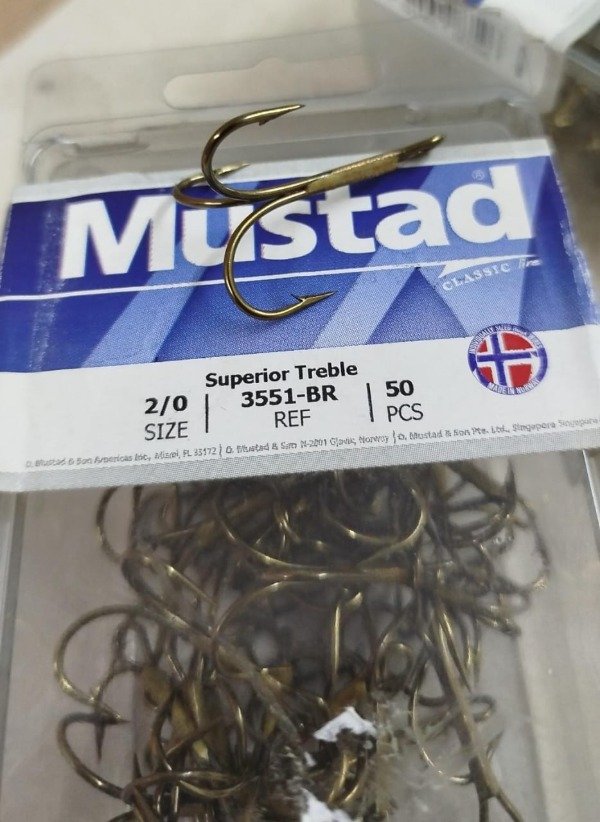 Mustad®
CLASSIC line
Superior Treble
2/0 SIZE
3551-BR REF
50 PCS
O. Mustad & Son Americas Inc., Miami, FL 33172 | O. Mustad & Søn N-2801 Gjøvik, Norway | O. Mustad & Son Pte. Ltd., Singapore
MADE IN NORWAY